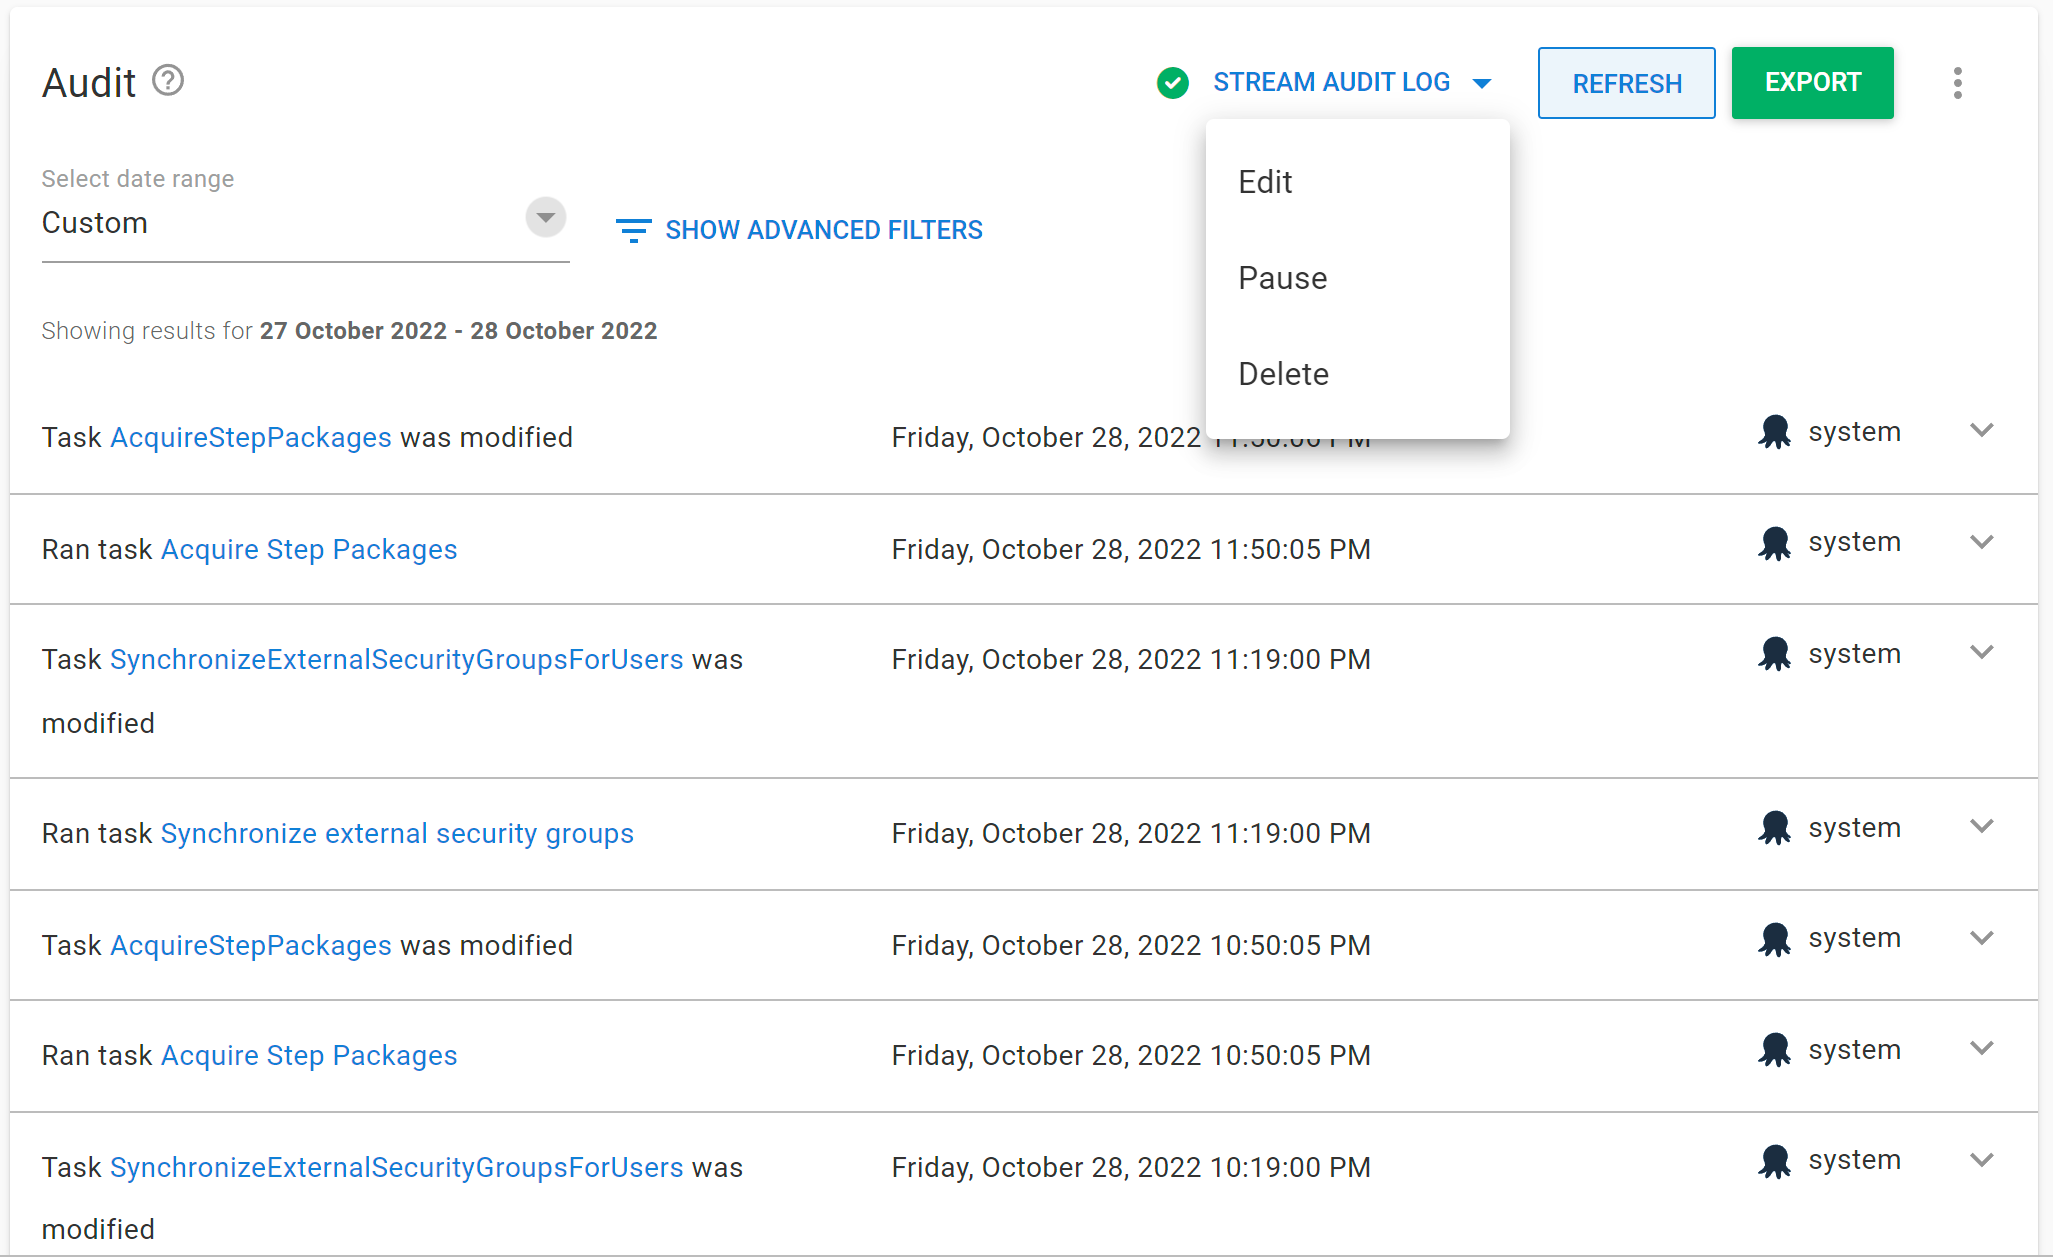 Audit
STREAM AUDIT LOG
REFRESH
EXPORT
Edit
Pause
Delete
Select date range
Custom
SHOW ADVANCED FILTERS
Showing results for 27 October 2022 - 28 October 2022
Task AcquireStepPackages was modified
Friday, October 28, 2022
system
Ran task Acquire Step Packages
Friday, October 28, 2022 11:50:05 PM
system
Task SynchronizeExternalSecurityGroupsForUsers was
modified
Friday, October 28, 2022 11:19:00 PM
system
Ran task Synchronize external security groups
Friday, October 28, 2022 11:19:00 PM
system
Task AcquireStepPackages was modified
Friday, October 28, 2022 10:50:05 PM
system
Ran task Acquire Step Packages
Friday, October 28, 2022 10:50:05 PM
system
Task SynchronizeExternalSecurityGroupsForUsers was
modified
Friday, October 28, 2022 10:19:00 PM
system